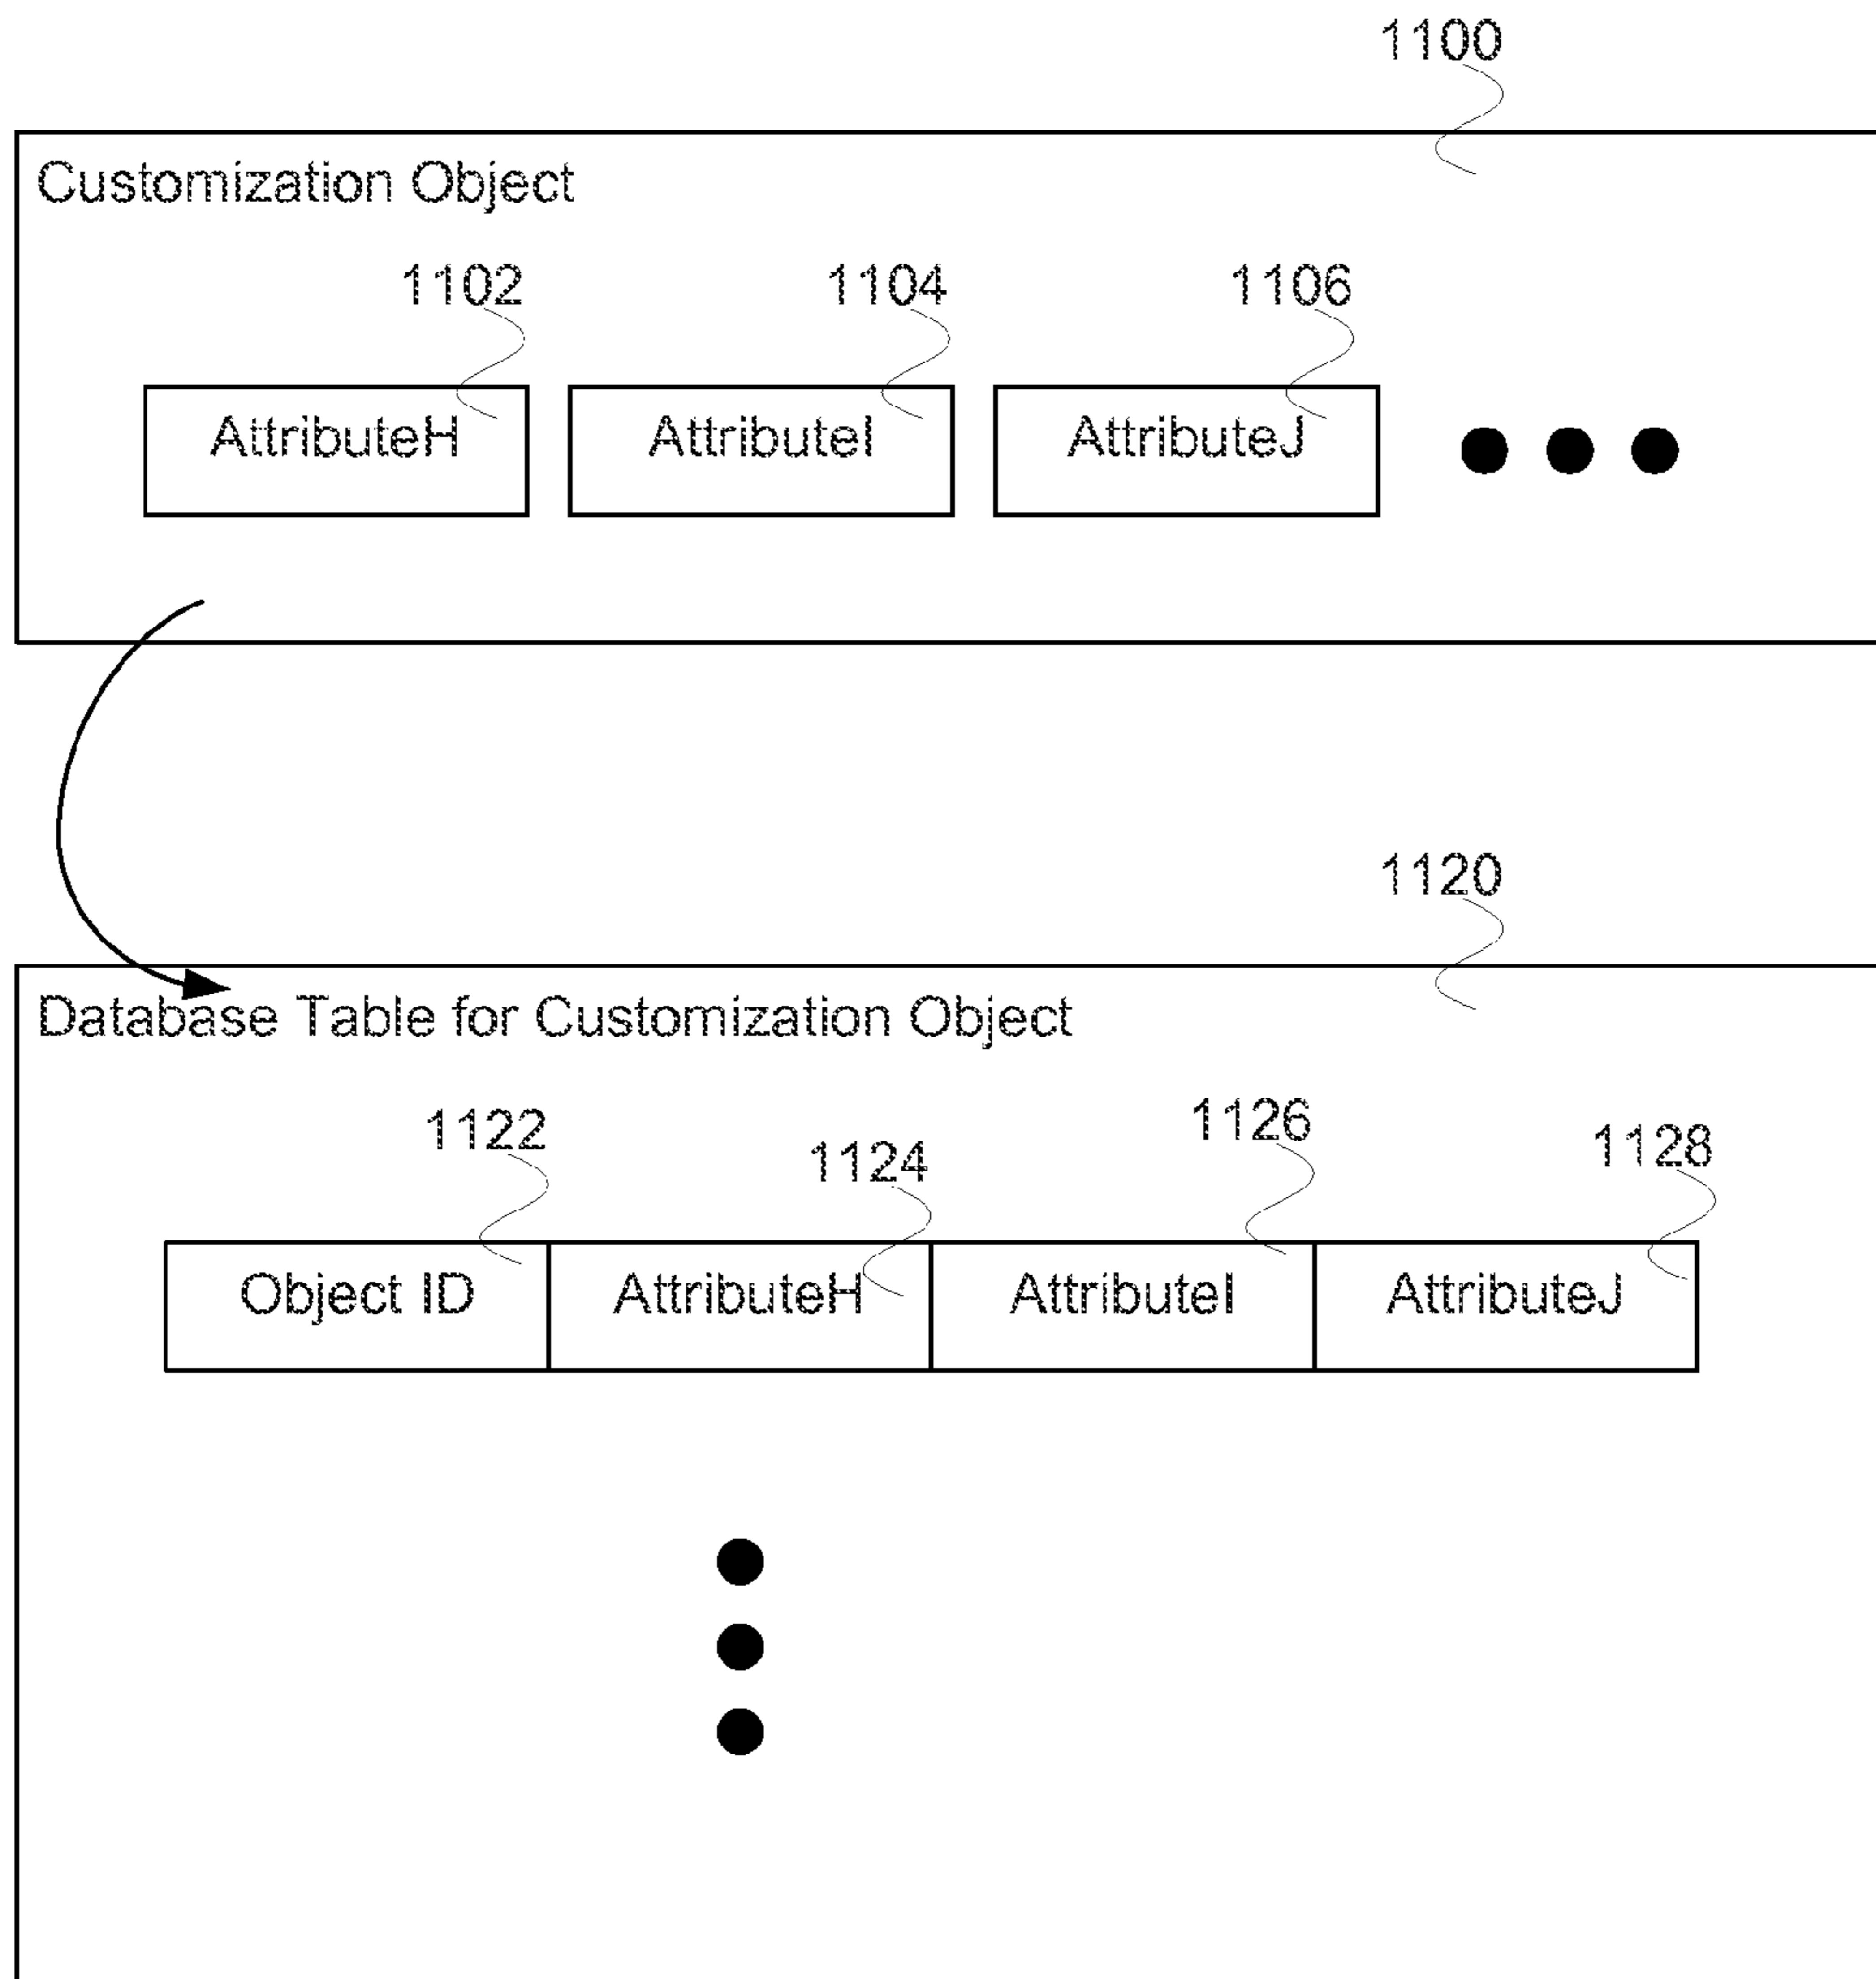 1100
Customization Object
1102 1104 1106
AttributeH AttributeI AttributeJ
1120
Database Table for Customization Object
1122 1124 1126 1128
Object ID AttributeH AttributeI AttributeJ